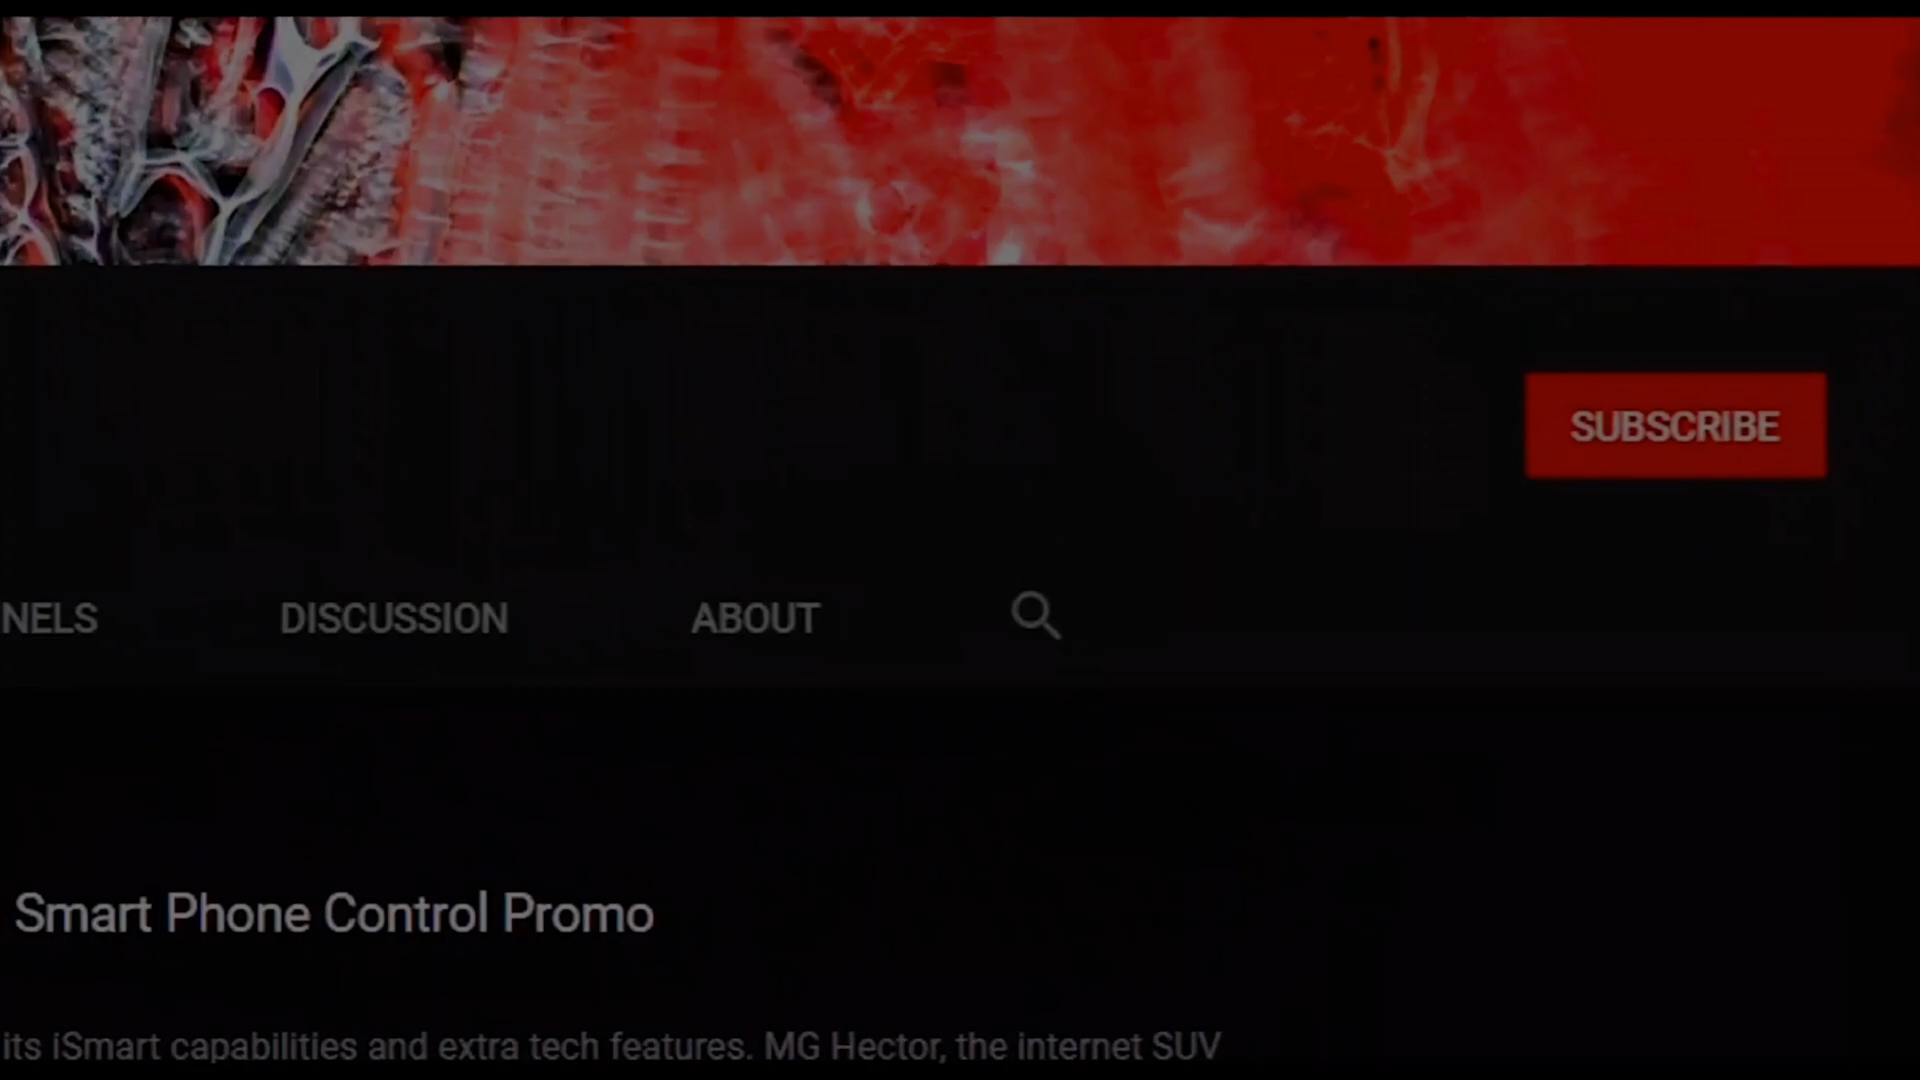 SUBSCRIBE
NELS DISCUSSION ABOUT
Smart Phone Control Promo
its iSmart capabilities and extra tech features. MG Hector, the internet SUV